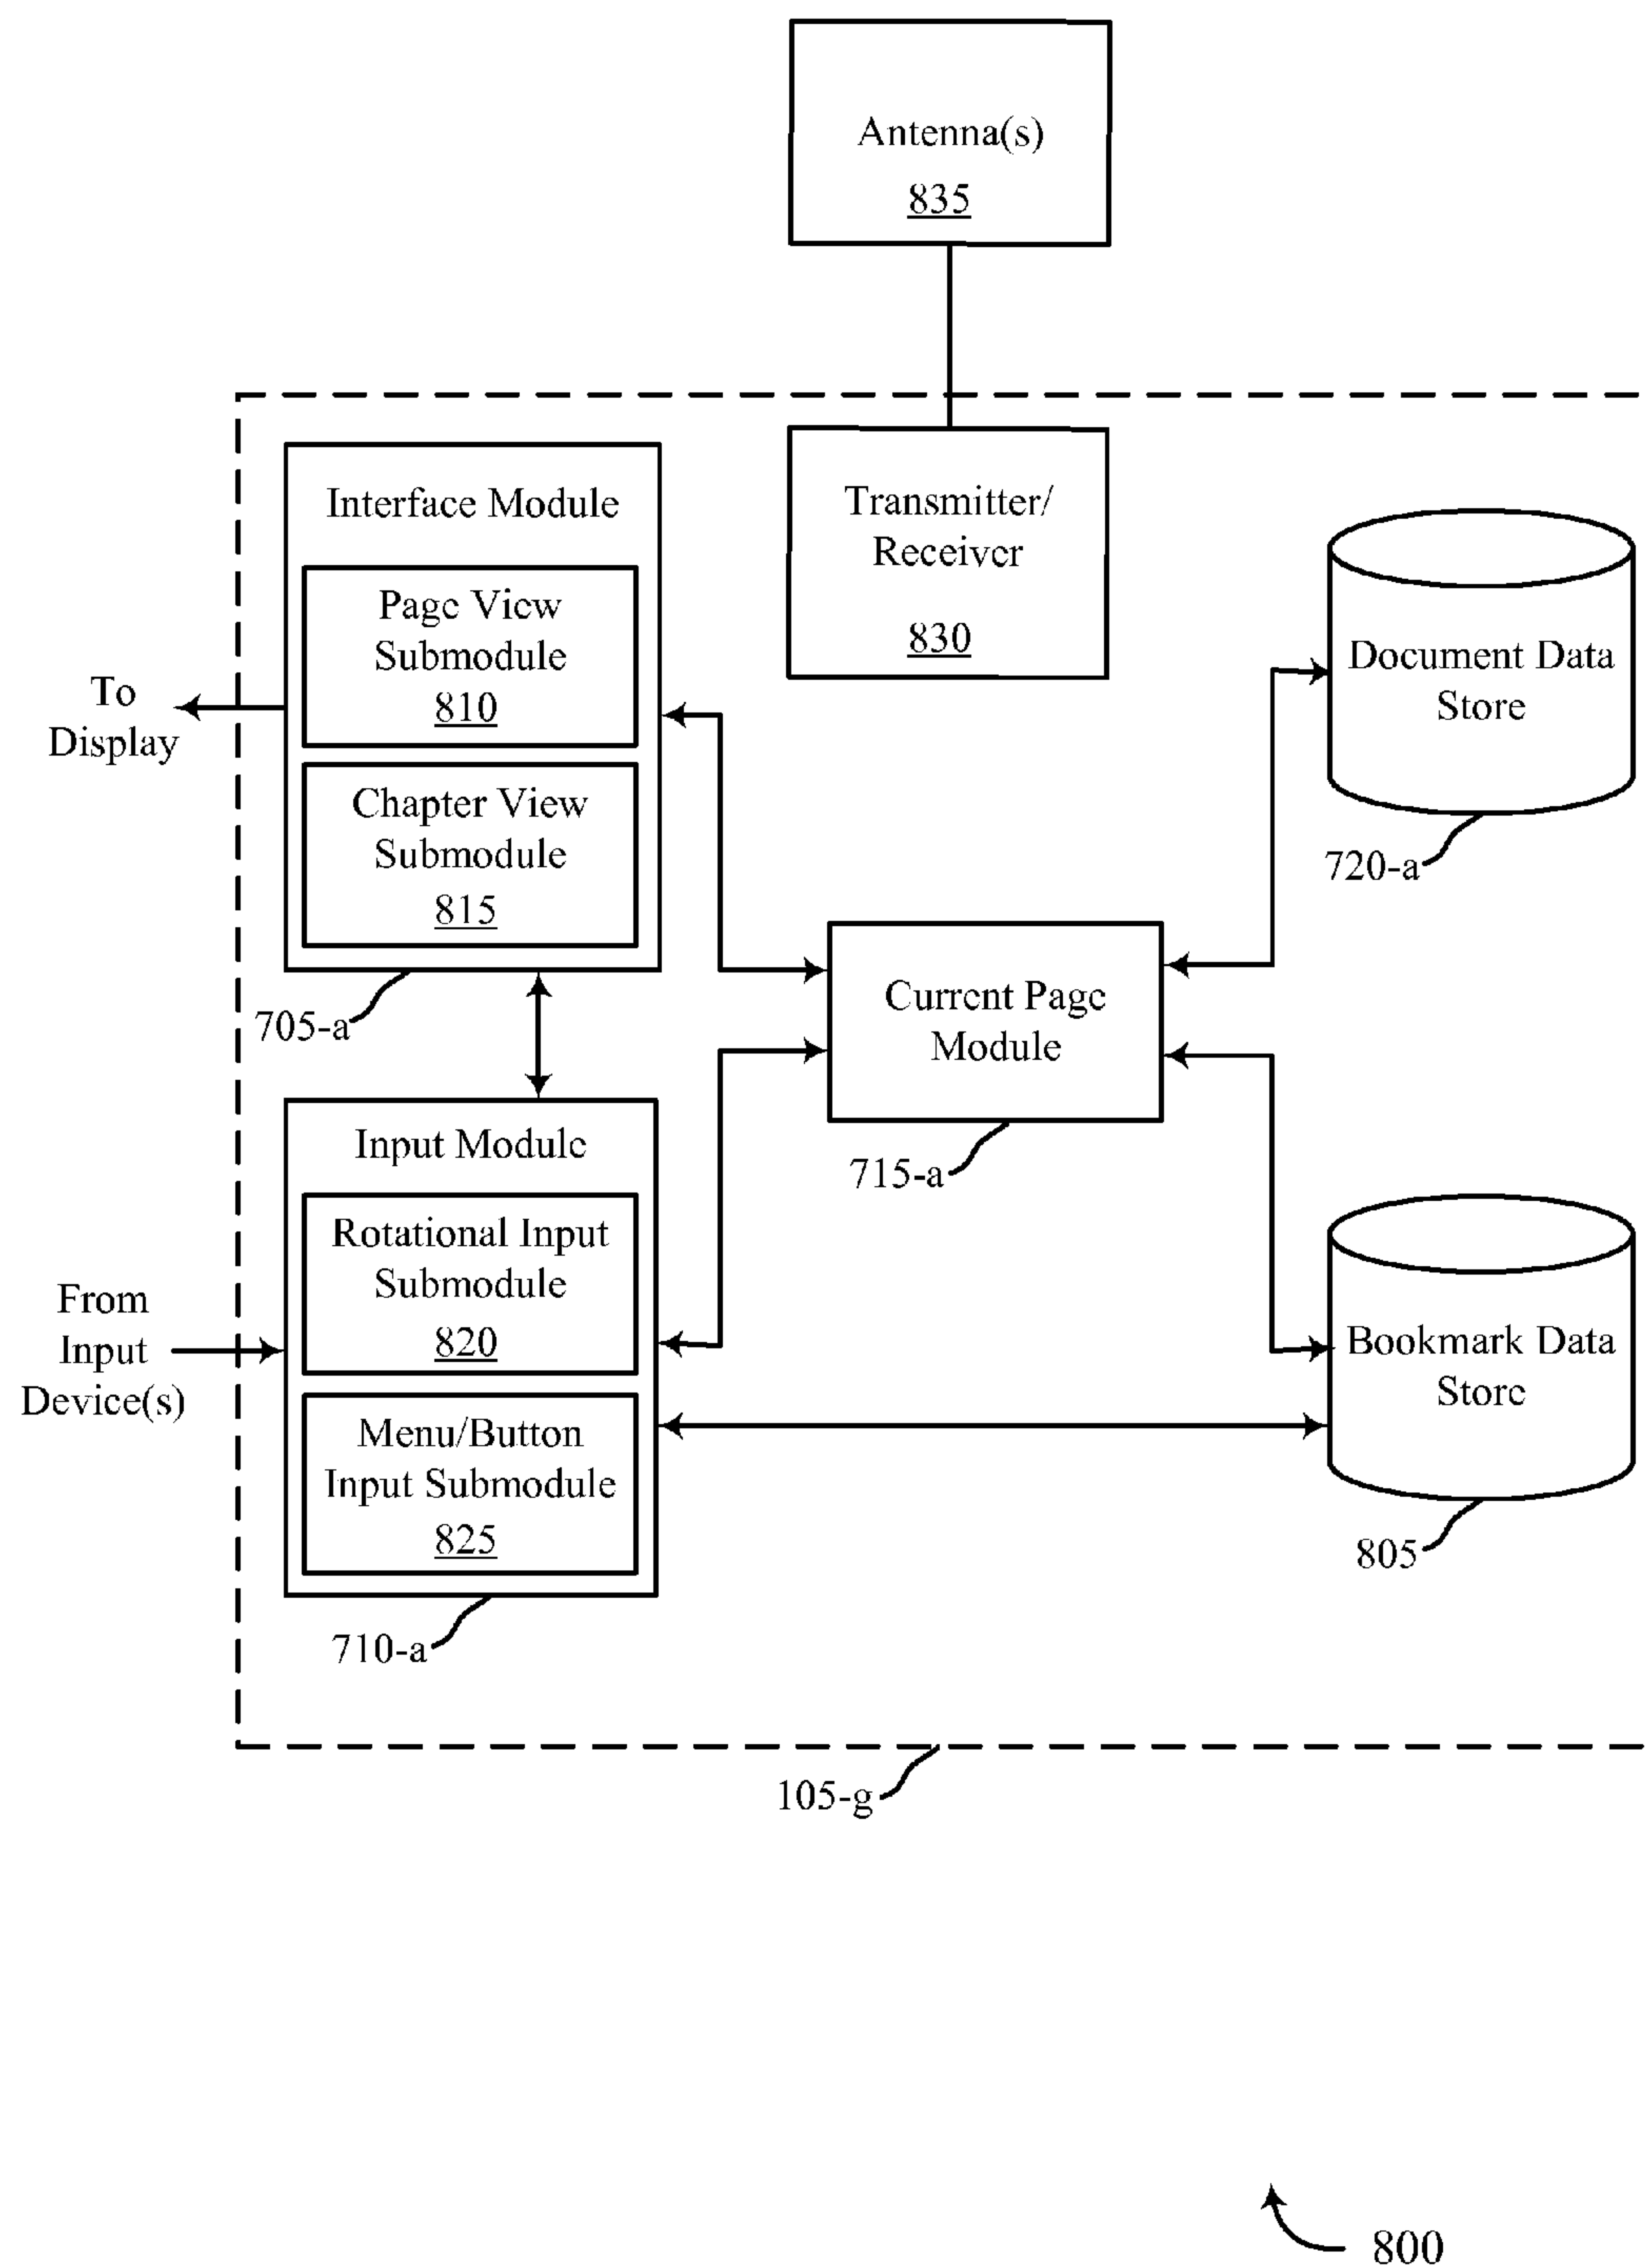 Antenna(s)
835
Transmitter/
Receiver
830
Interface Module
Page View
Submodule
810
Chapter View
Submodule
815
705-a
To
Display
Document Data
Store
720-a
Current Page
Module
715-a
Input Module
Rotational Input
Submodule
820
Menu/Button
Input Submodule
825
710-a
From
Input
Device(s)
Bookmark Data
Store
805
105-g
800